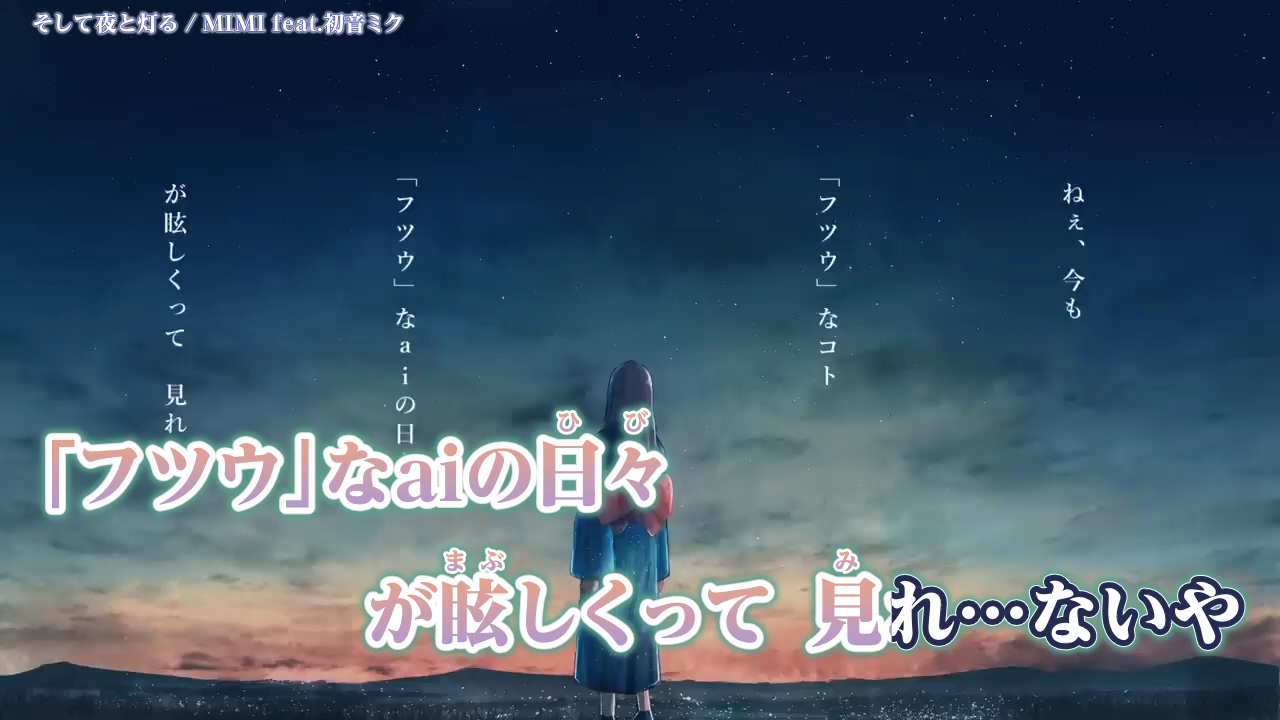 そして夜と灯る / MIMI feat.初音ミク
ねぇ、今も
「フツウ」なコト
「フツウ」なaiの日
が眩しくって 見れ
ひび
「フツウ」なaiの日々
まぶ み
が眩しくって 見れ…ないや